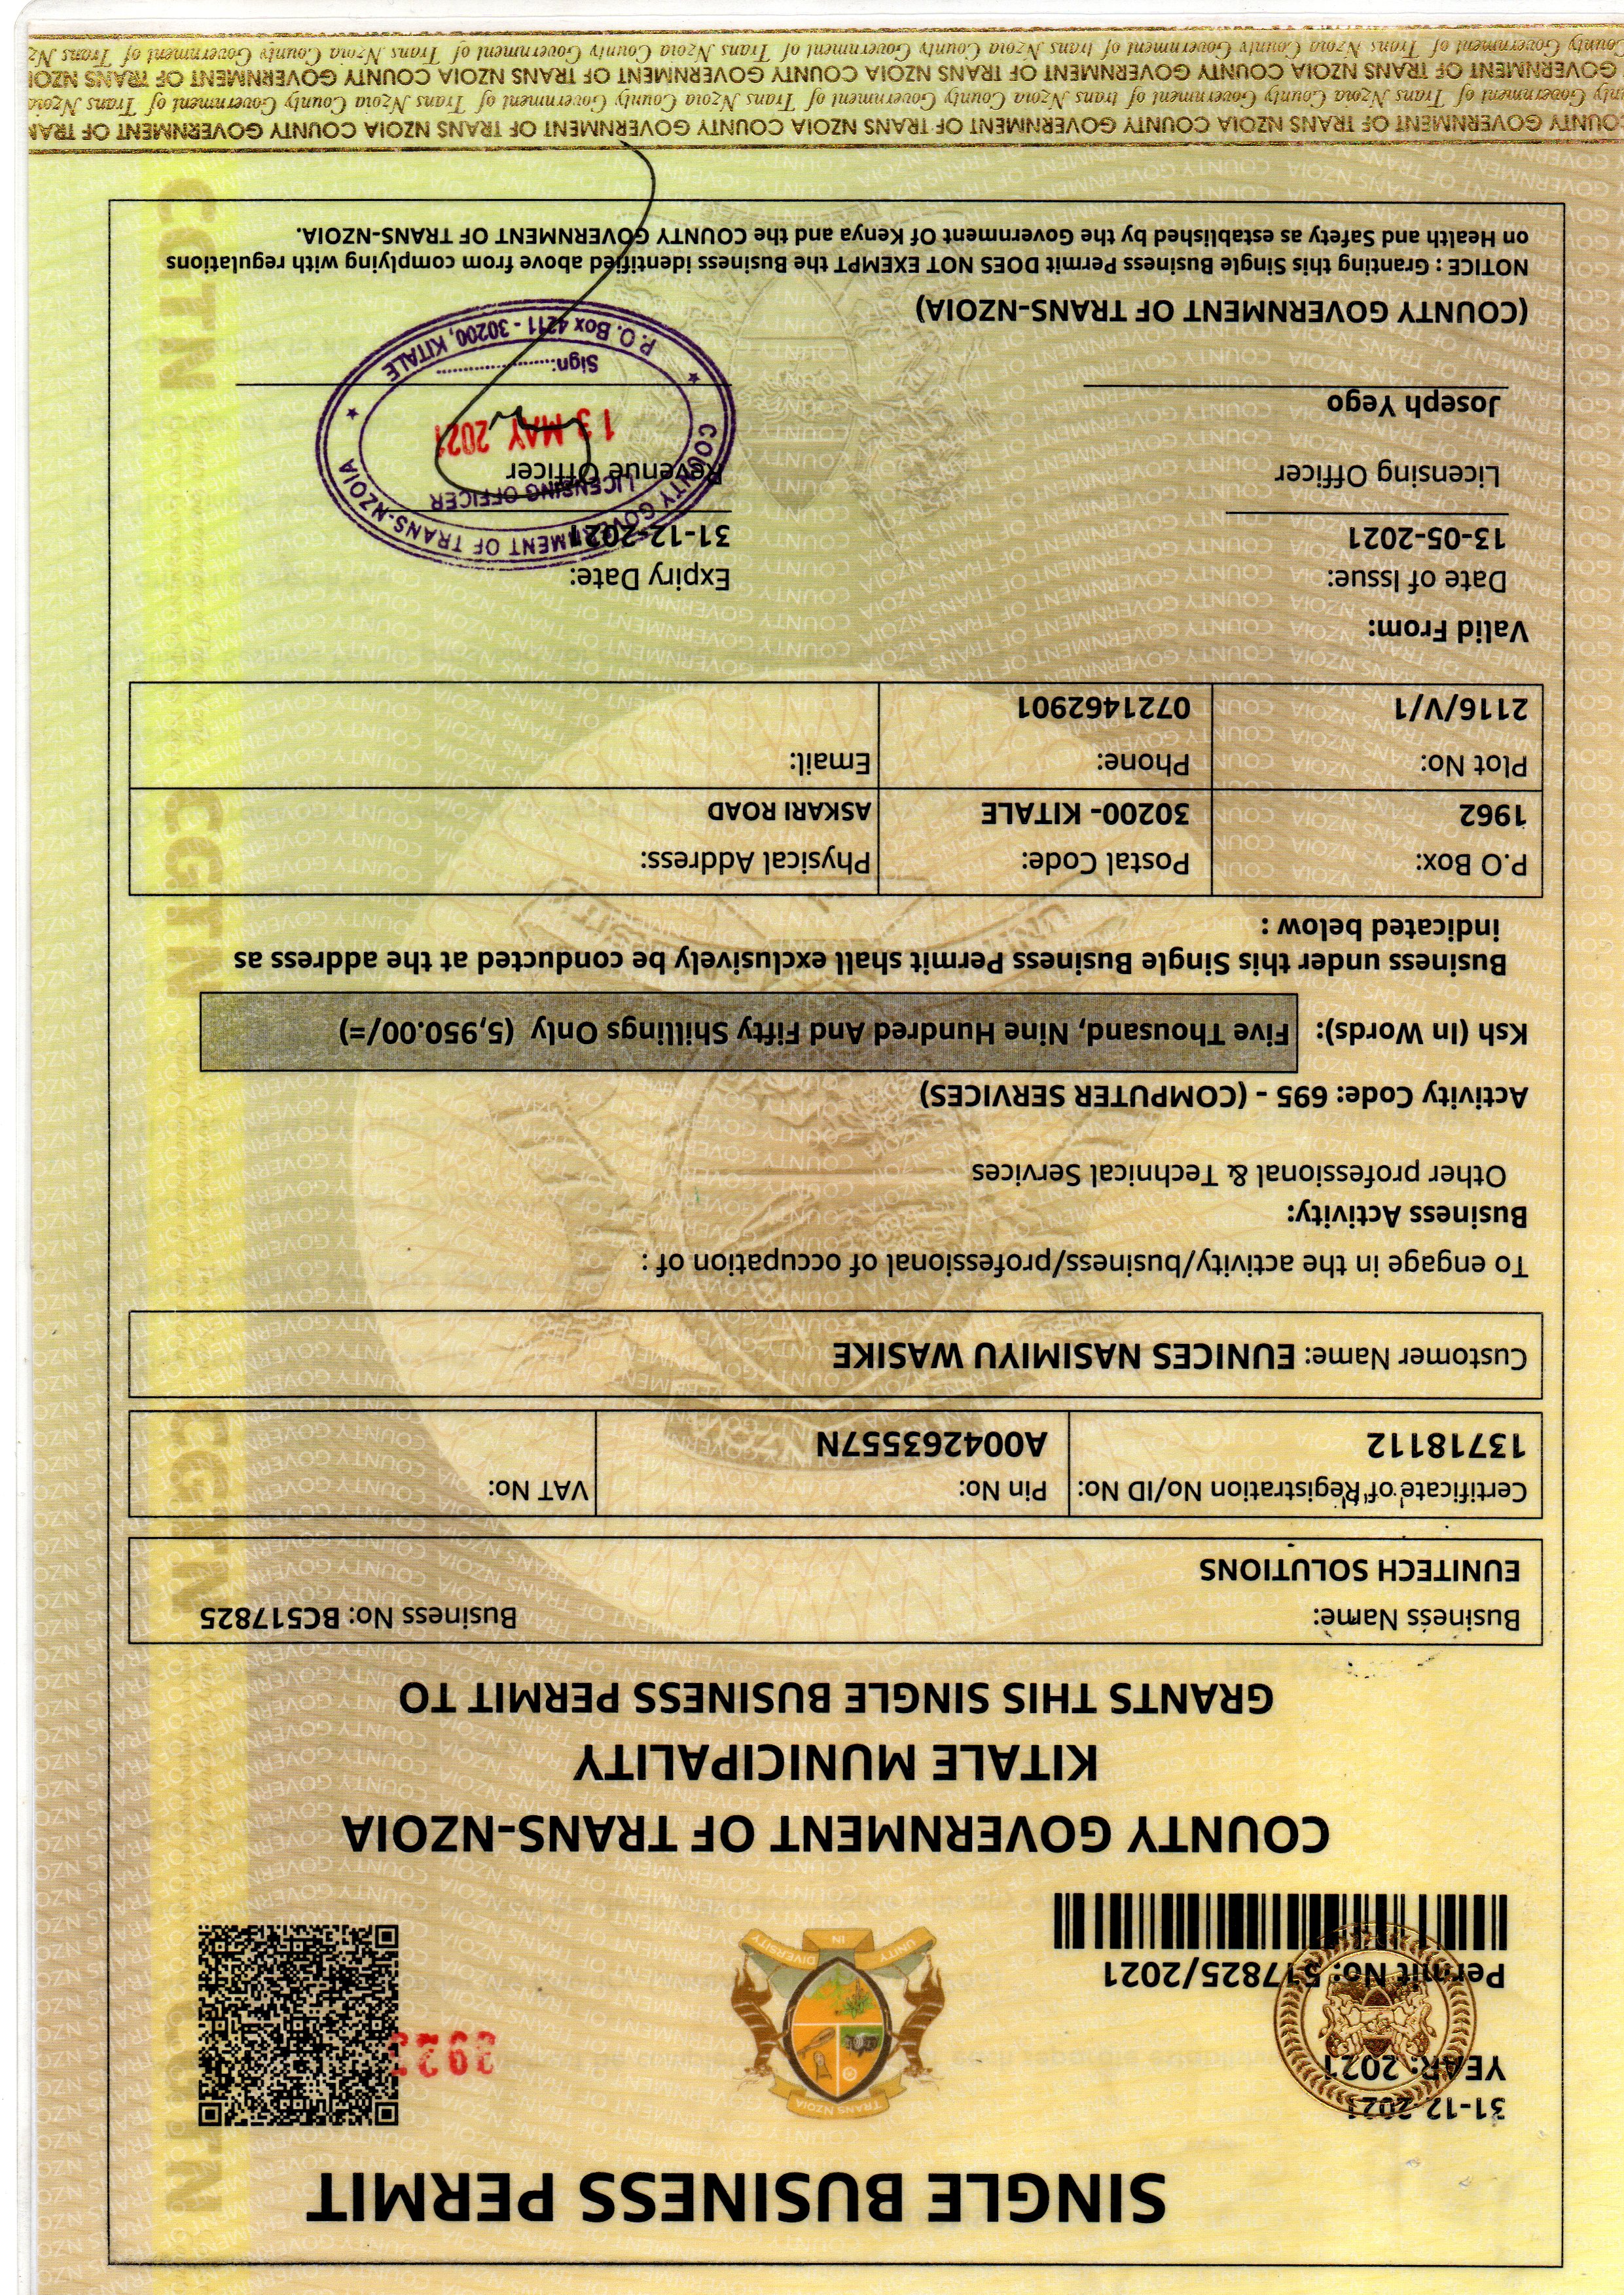 SINGLE BUSINESS PERMIT
31-12-2021
YEAR: 2021
TRANS NZOIA
UNITY IN DIVERSITY
Permit No: 517825/2021
COUNTY GOVERNMENT OF TRANS-NZOIA
KITALE MUNICIPALITY
GRANTS THIS SINGLE BUSINESS PERMIT TO
Business Name: Business No: BC517825
EUNITECH SOLUTIONS
Certificate of Registration No/ID No: Pin No: VAT No:
13718112 A004263557N
Customer Name: EUNICES NASIMIYU WASIKE
To engage in the activity/business/professional of occupation of :
Business Activity:
Other professional & Technical Services
Activity Code: 695 - (COMPUTER SERVICES)
Ksh (In Words): Five Thousand, Nine Hundred And Fifty Shillings Only (5,950.00/=)
Business under this Single Business Permit shall exclusively be conducted at the address as
indicated below :
P.O Box: Postal Code: Physical Address:
1962 30200- KITALE ASKARI ROAD
Plot No: Phone: Email:
2116/V/1 0721462901
Valid From:
Date of Issue: Expiry Date:
13-05-2021 31-12-2021
Licensing Officer Revenue Officer
Joseph Yego
COUNTY GOVERNMENT OF TRANS-NZOIA
LICENSING OFFICER
13 MAY 2021
Sign:......................
P. O. Box 4211 - 30200, KITALE
(COUNTY GOVERNMENT OF TRANS-NZOIA)
NOTICE : Granting this Single Business Permit DOES NOT EXEMPT the Business identified above from complying with regulations
on Health and Safety as established by the Government Of Kenya and the COUNTY GOVERNMENT OF TRANS-NZOIA.
CGTN CGTN CGTN CGTN
COUNTY GOVERNMENT OF TRANS NZOIA COUNTY GOVERNMENT OF TRANS NZOIA COUNTY GOVERNMENT OF TRANS NZOIA COUNTY GOVERNMENT OF TRAN
County Government of Trans Nzoia County Government of trans Nzoia County Government of Trans Nzoia County Government of Trans Nzoia County Government of Trans Nzoia
GOVERNMENT OF TRANS NZOIA COUNTY GOVERNMENT OF TRANS NZOIA COUNTY GOVERNMENT OF TRANS NZOIA COUNTY GOVERNMENT OF TRANS NZOI
County Government of Trans Nzoia County Government of trans Nzoia County Government of Trans Nzoia County Government of Trans Nzoia County Government of Trans Nz